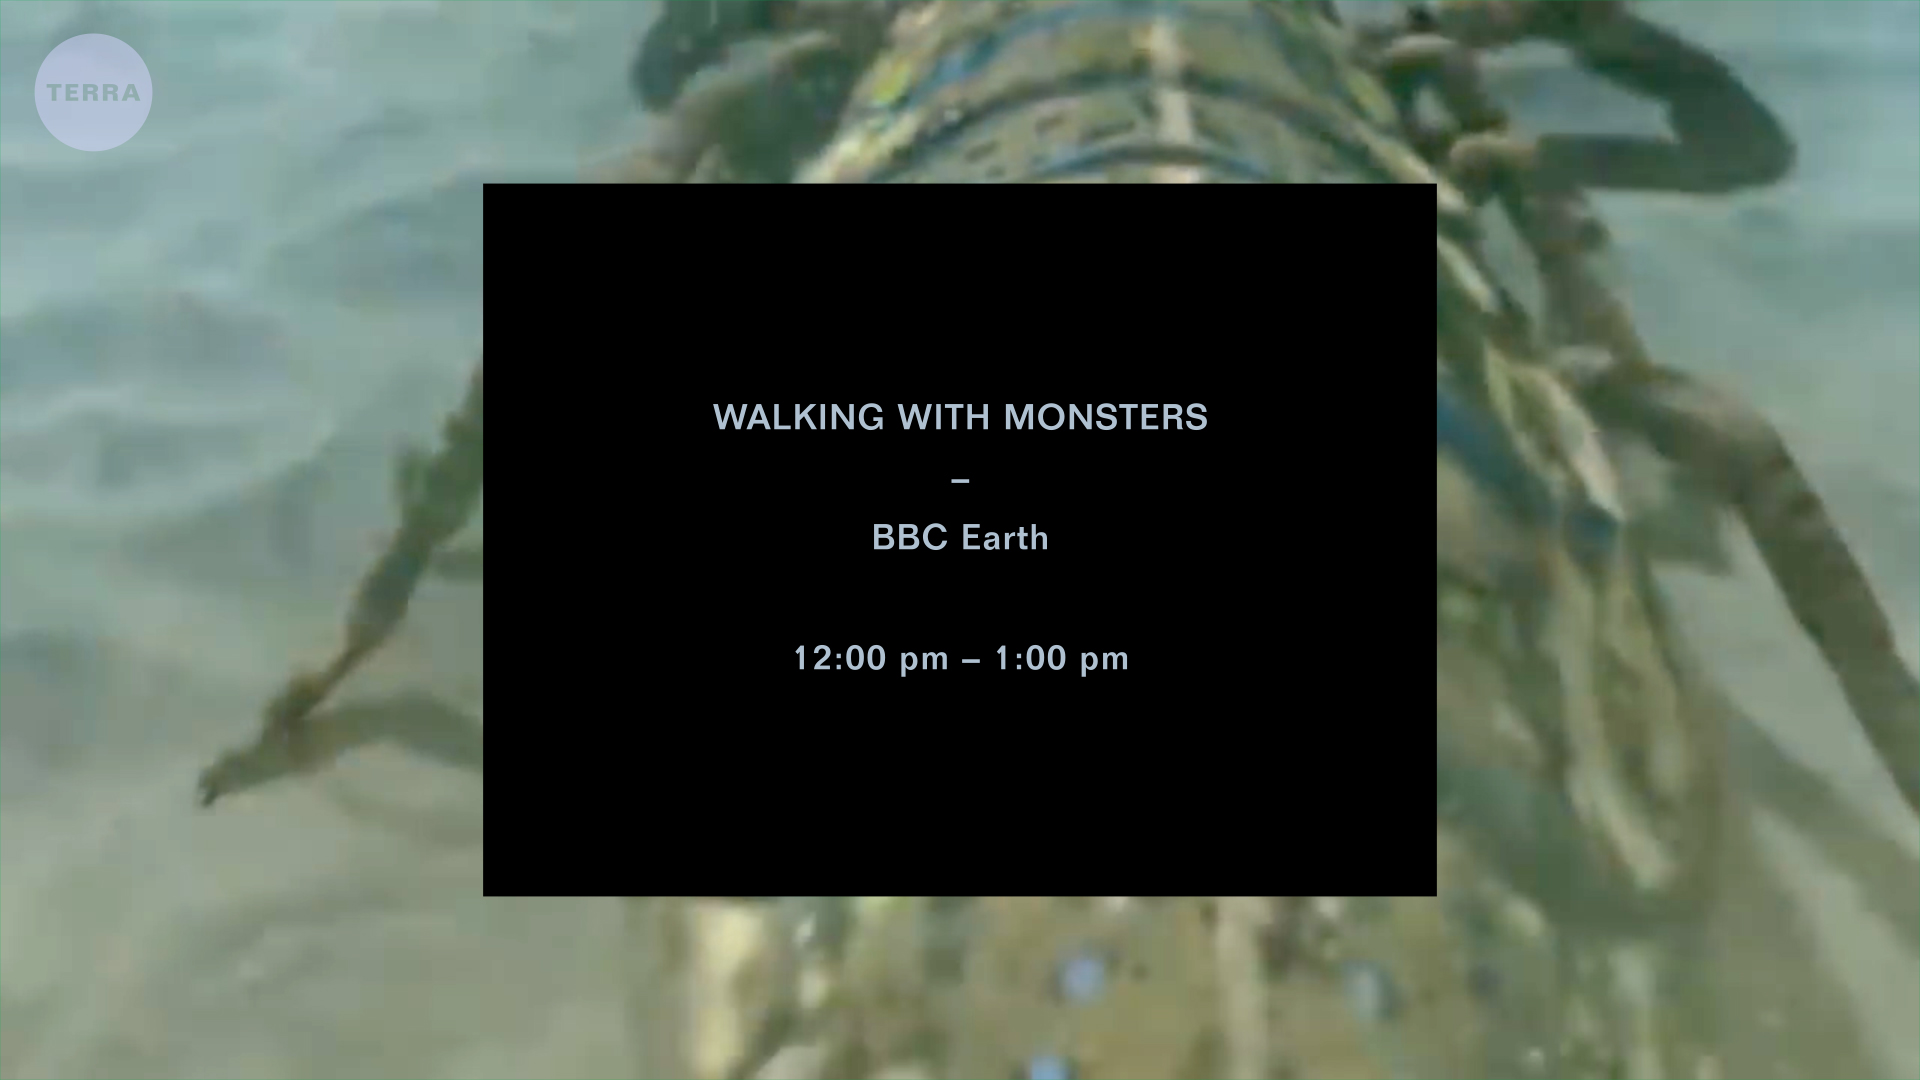 TERRA
WALKING WITH MONSTERS
–
BBC Earth
12:00 pm – 1:00 pm